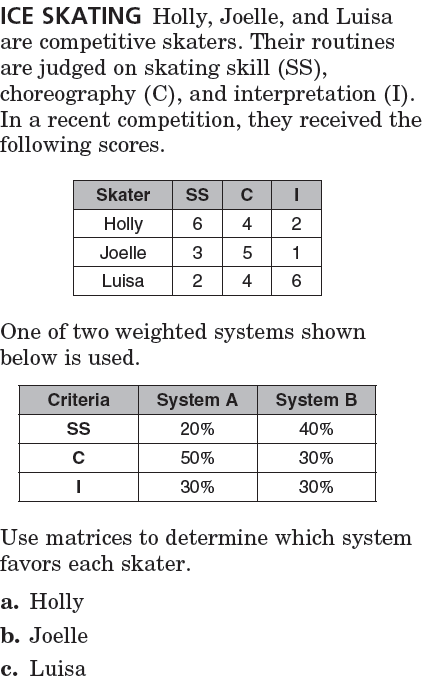 ICE SKATING Holly, Joelle, and Luisa
are competitive skaters. Their routines
are judged on skating skill (SS),
choreography (C), and interpretation (I).
In a recent competition, they received the
following scores.
Skater SS C I
Holly 6 4 2
Joelle 3 5 1
Luisa 2 4 6
One of two weighted systems shown
below is used.
Criteria System A System B
SS 20% 40%
C 50% 30%
I 30% 30%
Use matrices to determine which system
favors each skater.
a. Holly
b. Joelle
c. Luisa